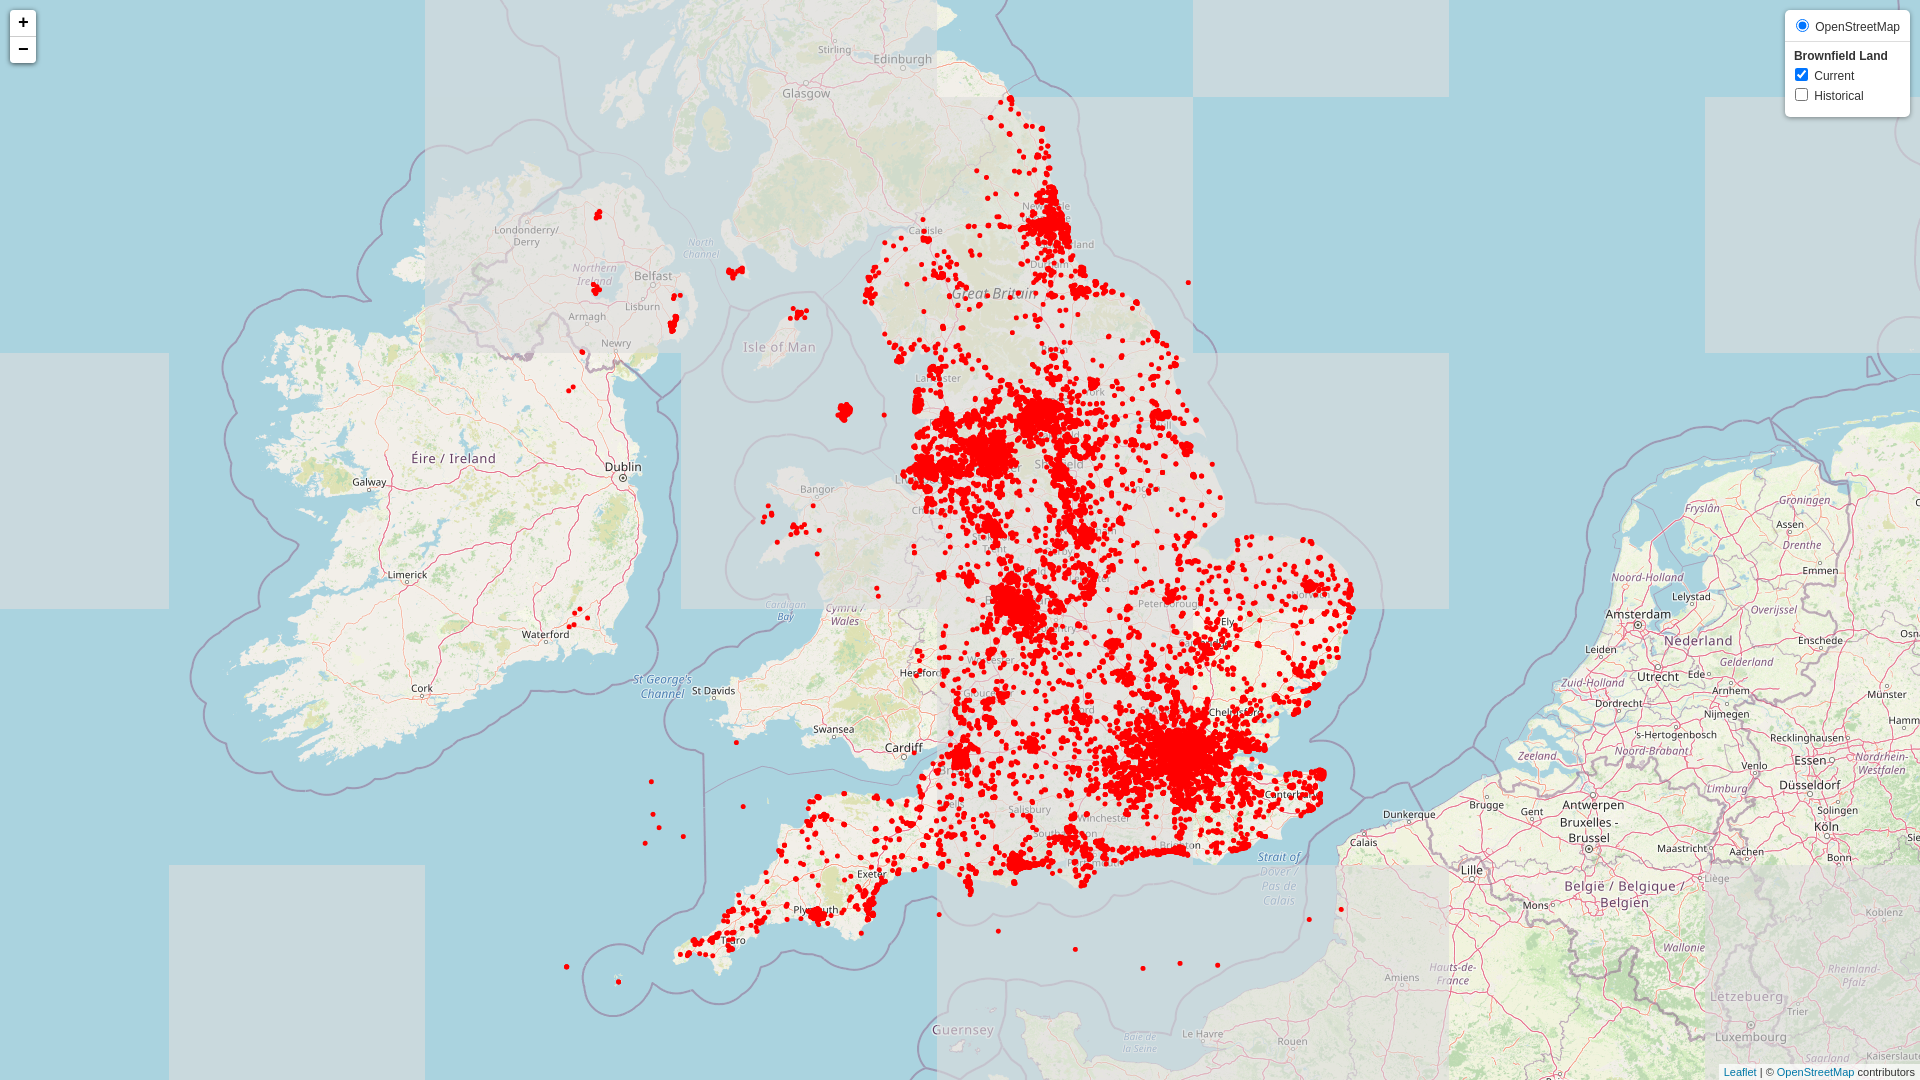 +
−
OpenStreetMap
Brownfield Land
Current
Historical
Stirling
Edinburgh
Glasgow
Londonderry/
Derry
North
Channel
Carlisle
Northern
Ireland
Belfast
Lisburn
Armagh
Great Britain
Newry
Isle of Man
Éire / Ireland
Dublin
Galway
Bangor
Limerick
Cardigan
Bay
Cymru /
Wales
Peterborough
Ely
Waterford
Cork
St George's
Channel
St Davids
Swansea
Cardiff
Chelmsford
Salisbury
Winchester
Brighton
Exeter
Plymouth
Truro
Strait of
Dover /
Pas de
Calais
Guernsey
Baie de
la Seine
Le Havre
Rouen
Amiens
Hauts-de-
France
Calais
Dunkerque
Lille
Brugge
Gent
Antwerpen
Bruxelles -
Brussel
België / Belgique /
Belgien
Mons
Wallonie
Liège
Maastricht
Aachen
Köln
Bonn
Koblenz
Rheinland-
Pfalz
Lëtzebuerg
Trier
Luxembourg
Saarland
Kaiserslaute
Groningen
Fryslân
Assen
Drenthe
Emmen
Noord-Holland
Lelystad
Overijssel
Amsterdam
Nederland
Enschede
Leiden
Gelderland
Utrecht
Ede
Arnhem
Zuid-Holland
Dordrecht
Nijmegen
Münster
's-Hertogenbosch
Noord-Brabant
Zeeland
Venlo
Limburg
Recklinghausen
Essen
Düsseldorf
Solingen
Nordrhein-
Westfalen
Leaflet | © OpenStreetMap contributors